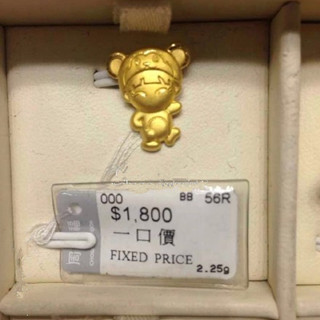 000 BB 56R
$1,800
一口價
FIXED PRICE
2.25g